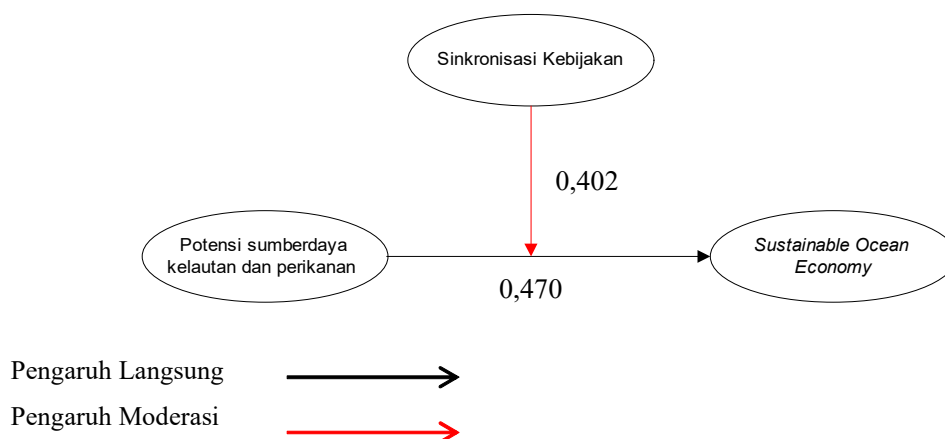 Sinkronisasi Kebijakan
0,402
Potensi sumberdaya
kelautan dan perikanan
Sustainable Ocean
Economy
0,470
Pengaruh Langsung
Pengaruh Moderasi